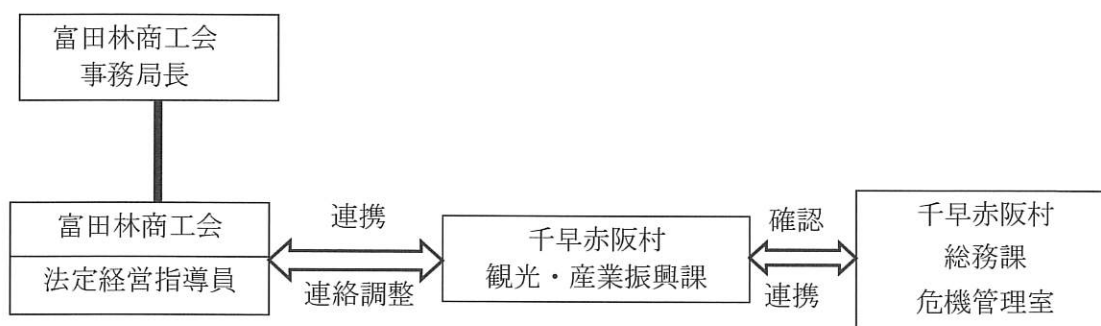 富田林商工会
事務局長
富田林商工会
法定経営指導員
連携
連絡調整
千早赤阪村
観光・産業振興課
確認
連携
千早赤阪村
総務課
危機管理室